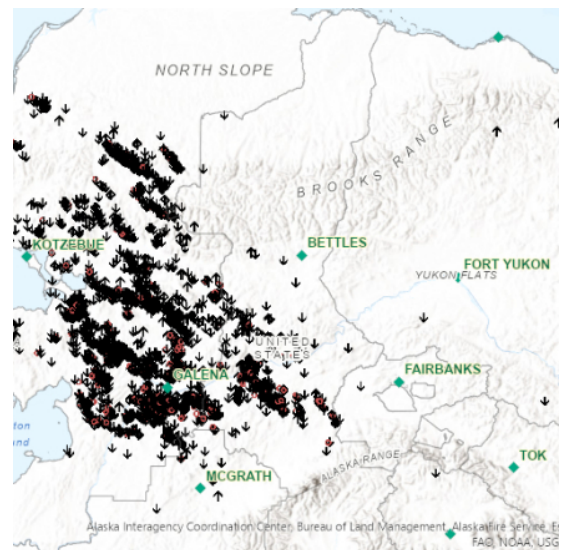 NORTH SLOPE
BROOKS RANGE
KOTZEBUE
BETTLES
FORT YUKON
YUKON FLATS
UNITED
STATES
GALENA
FAIRBANKS
ALASKA RANGE
TOK
MCGRATH
Alaska Interagency Coordination Center, Bureau of Land Management, Alaska Fire Service, Es
FAO, NOAA, USG